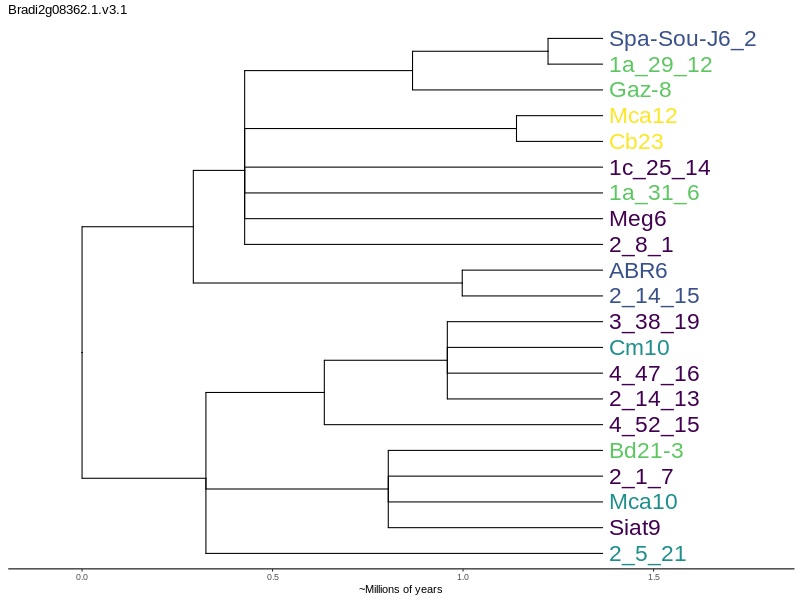 Bradi2g08362.1.v3.1
Spa-Sou-J6_2
1a_29_12
Gaz-8
Mca12
Cb23
1c_25_14
1a_31_6
Meg6
2_8_1
ABR6
2_14_15
3_38_19
Cm10
4_47_16
2_14_13
4_52_15
Bd21-3
2_1_7
Mca10
Siat9
2_5_21
0.0 0.5 1.0 1.5
~Millions of years